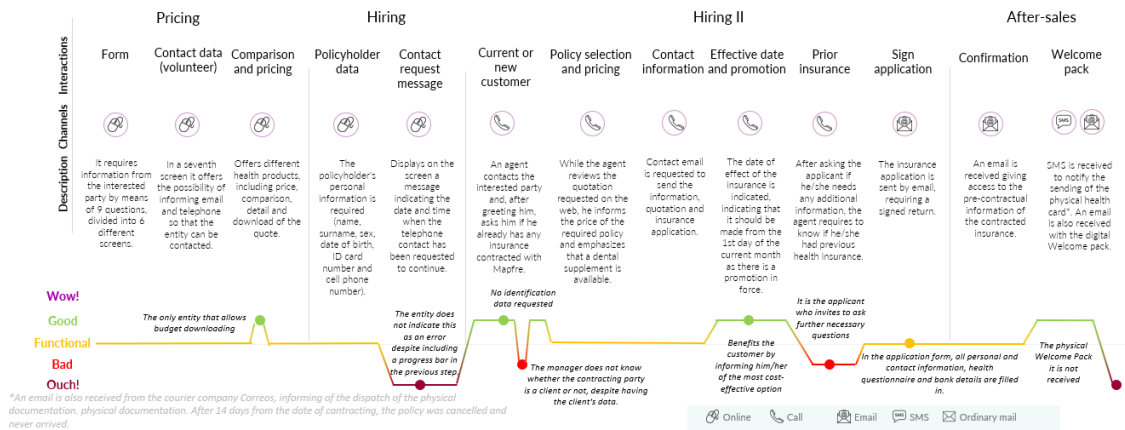 Pricing
Hiring
Hiring II
After-sales
Interactions
Form
Contact data
(volunteer)
Comparison
and pricing
Policyholder
data
Contact
request
message
Current or
new
customer
Policy selection
and pricing
Contact
information
Effective date
and promotion
Prior
insurance
Sign
application
Confirmation
Welcome
pack
Channels
SMS
Description
It requires
information from
the interested
party by means
of 9 questions,
divided into 6
different
screens.
In a seventh
screen it offers
the possibility of
informing email
and telephone
so that the
entity can be
contacted.
Offers different
health products,
including price,
comparison,
detail and
download of the
quote.
The
policyholder's
personal
information is
required
(name,
surname, sex,
date of birth,
ID card
number and
cell phone
number).
Displays on the
screen a
message
indicating the
date and time
when the
telephone
contact has
been requested
to continue.
An agent
contacts the
interested party
and, after
greeting him,
asks him if he
already has any
insurance
contracted with
Mapfre.
While the agent
reviews the
quotation
requested on the
web, he informs
the price of the
required policy
and emphasizes
that a dental
supplement is
available.
Contact email
is requested to
send the
information,
quotation and
insurance
application.
The date of
effect of the
insurance is
indicated,
indicating that
it should be
made from the
1st day of the
current month
as there is a
promotion in
force.
After asking the
applicant if
he/she needs
any additional
information, the
agent requires to
know if he/she
had previous
health insurance.
The insurance
application is
sent by email,
requiring a
signed return.
An email is
received giving
access to the
pre-contractual
information of
the contracted
insurance.
SMS is received
to notify the
sending of the
physical health
card*. An email
is also received
with the digital
Welcome pack.
Wow!
Good
Functional
Bad
Ouch!
The only entity that allows
budget downloading
The entity does
not indicate this
as an error
despite including
a progress bar in
the previous step.
No identification
data requested
The manager does not know
whether the contracting party
is a client or not, despite having
the client's data.
Benefits the
customer by
informing him/her
of the most cost-
effective option
It is the applicant
who invites to ask
further necessary
questions
In the application form, all personal and
contact information, health
questionnaire and bank details are filled
in.
The physical
Welcome Pack
it is not
received
*An email is also received from the courier company Correos, informing of the dispatch of the physical
documentation. physical documentation. After 14 days from the date of contracting, the policy was cancelled and
never arrived.
Online
Call
Email
SMS
SMS
Ordinary mail